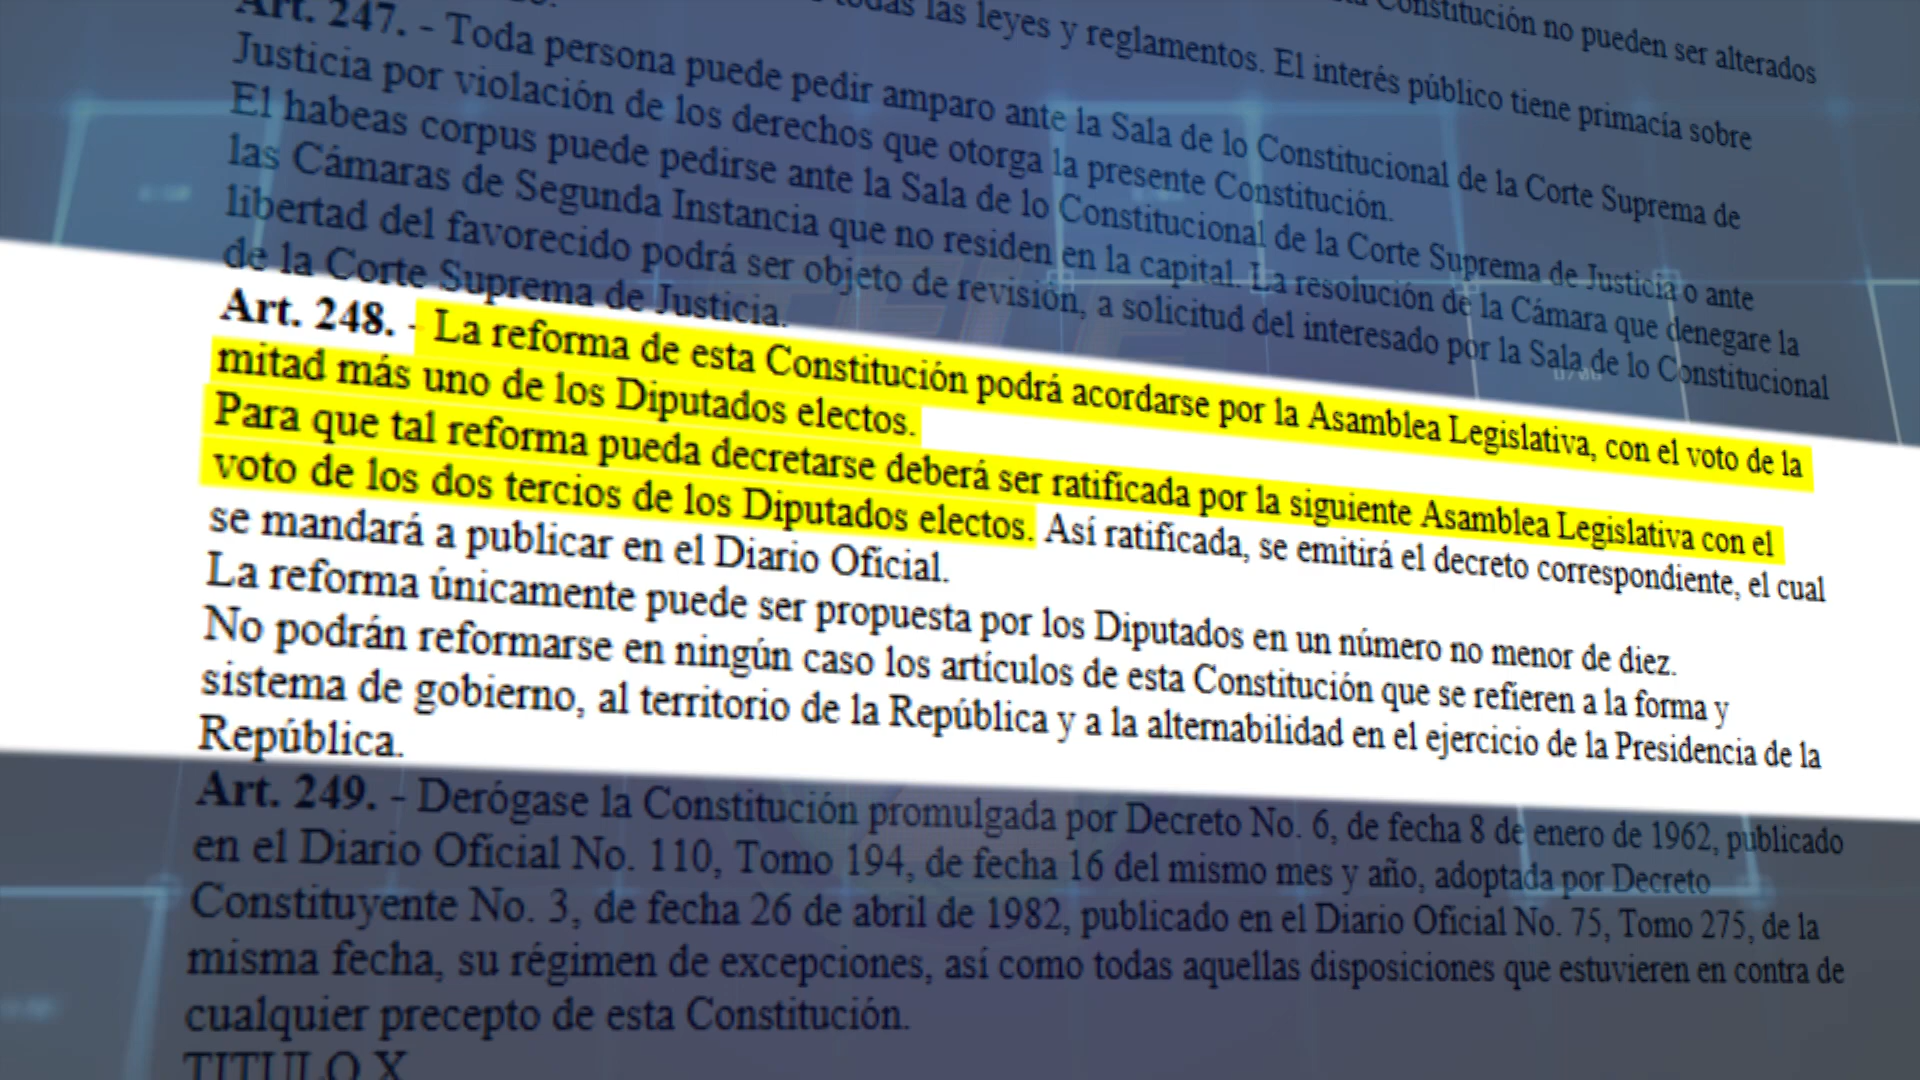 Constitución no pueden ser alterados
todas las leyes y reglamentos. El interés público tiene primacía sobre
Art. 247. - Toda persona puede pedir amparo ante la Sala de lo Constitucional de la Corte Suprema de
Justicia por violación de los derechos que otorga la presente Constitución.
El habeas corpus puede pedirse ante la Sala de lo Constitucional de la Corte Suprema de Justicia o ante
las Cámaras de Segunda Instancia que no residen en la capital. La resolución de la Cámara que denegare la
libertad del favorecido podrá ser objeto de revisión, a solicitud del interesado por la Sala de lo Constitucional
de la Corte Suprema de Justicia.
Art. 248. - La reforma de esta Constitución podrá acordarse por la Asamblea Legislativa, con el voto de la
mitad más uno de los Diputados electos.
Para que tal reforma pueda decretarse deberá ser ratificada por la siguiente Asamblea Legislativa con el
voto de los dos tercios de los Diputados electos. Así ratificada, se emitirá el decreto correspondiente, el cual
se mandará a publicar en el Diario Oficial.
La reforma únicamente puede ser propuesta por los Diputados en un número no menor de diez.
No podrán reformarse en ningún caso los artículos de esta Constitución que se refieren a la forma y
sistema de gobierno, al territorio de la República y a la alternabilidad en el ejercicio de la Presidencia de la
República.
Art. 249. - Derógase la Constitución promulgada por Decreto No. 6, de fecha 8 de enero de 1962, publicado
en el Diario Oficial No. 110, Tomo 194, de fecha 16 del mismo mes y año, adoptada por Decreto
Constituyente No. 3, de fecha 26 de abril de 1982, publicado en el Diario Oficial No. 75, Tomo 275, de la
misma fecha, su régimen de excepciones, así como todas aquellas disposiciones que estuvieren en contra de
cualquier precepto de esta Constitución.
TITULO X